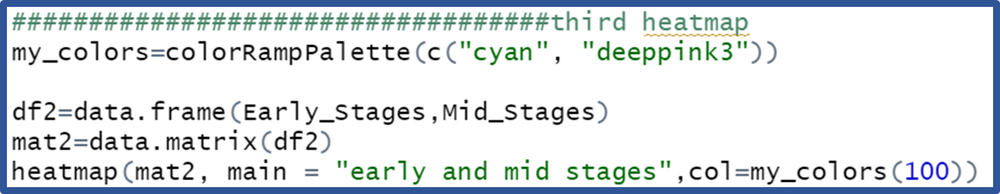 ###################################third heatmap
my_colors=colorRampPalette(c("cyan", "deeppink3"))
df2=data.frame(Early_Stages,Mid_Stages)
mat2=data.matrix(df2)
heatmap(mat2, main = "early and mid stages",col=my_colors(100))